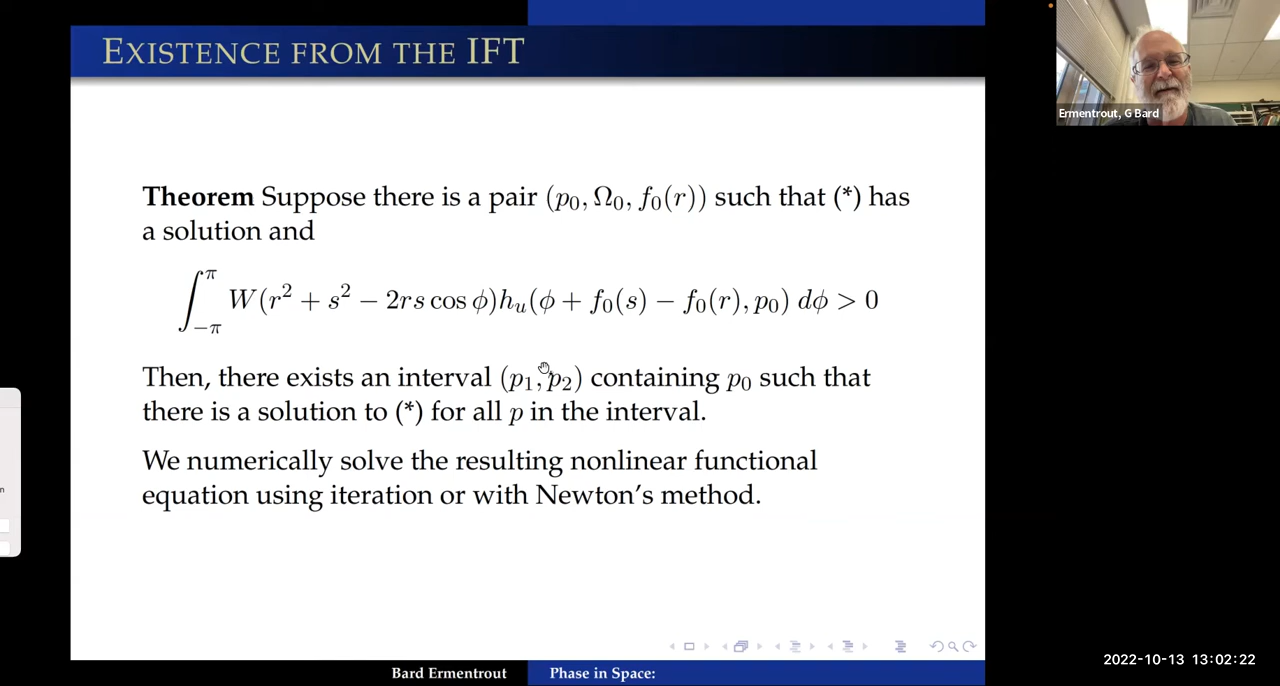 EXISTENCE FROM THE IFT
Ermentrout, G Bard
Theorem Suppose there is a pair (p₀, Ω₀, f₀(r)) such that (*) has
a solution and
∫_{−π}^{π} W(r² + s² − 2rs cos φ)h_u(φ + f₀(s) − f₀(r), p₀) dφ > 0
Then, there exists an interval (p₁, p₂) containing p₀ such that
there is a solution to (*) for all p in the interval.
We numerically solve the resulting nonlinear functional
equation using iteration or with Newton's method.
n
Bard Ermentrout
Phase in Space:
2022-10-13 13:02:22